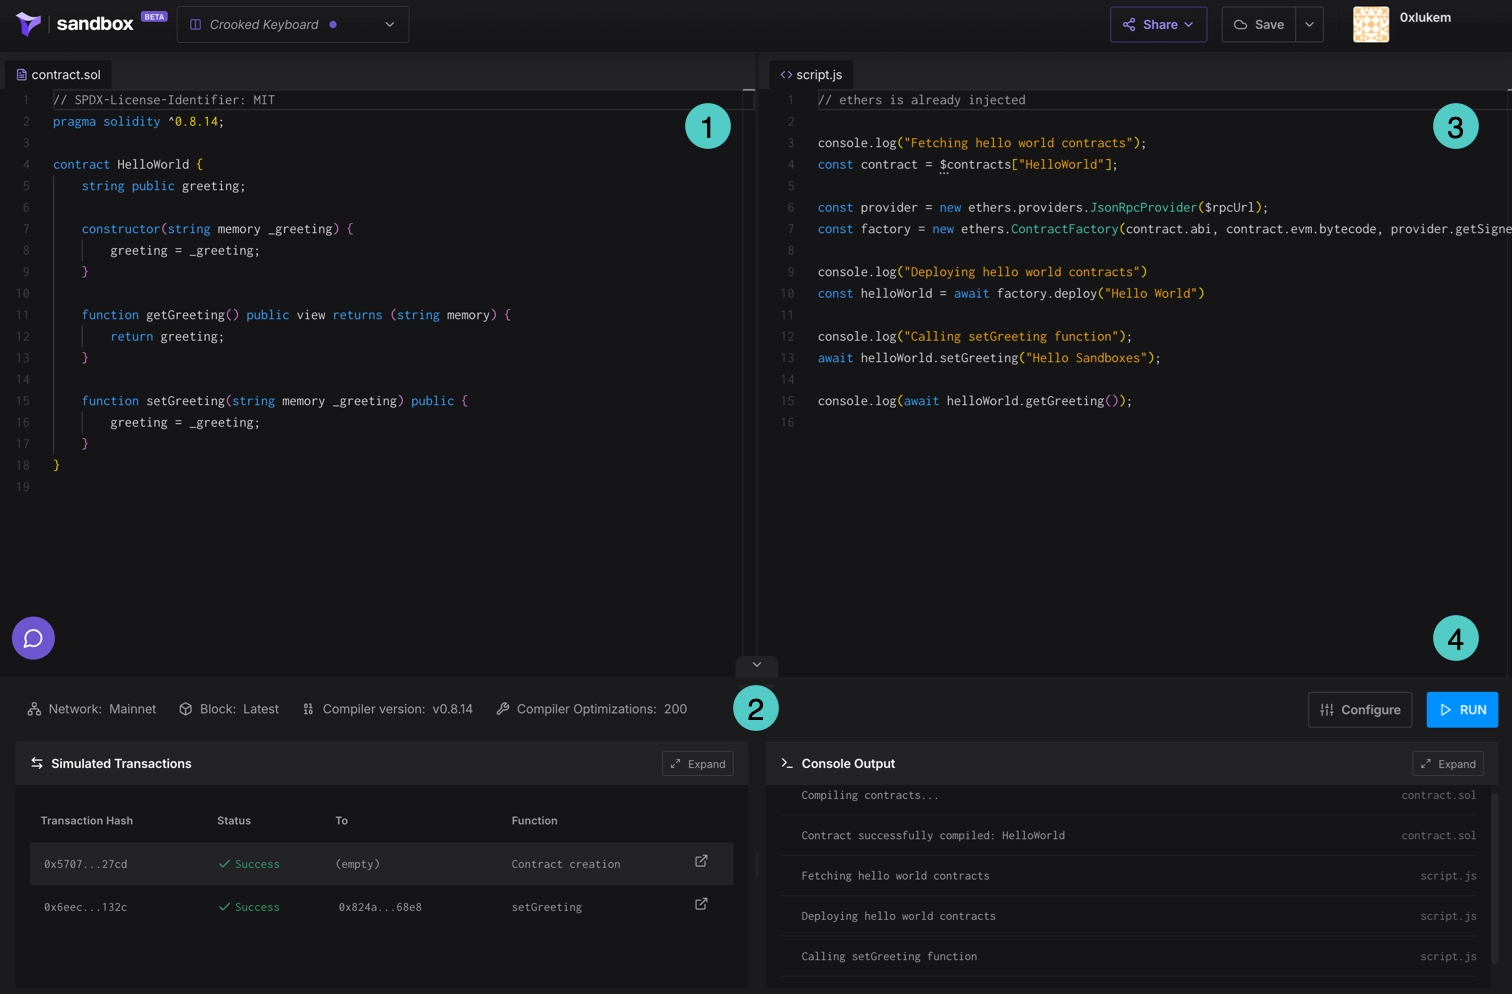 sandbox BETA
Crooked Keyboard
Share
Save
0xlukem
contract.sol
1 // SPDX-License-Identifier: MIT
2 pragma solidity ^0.8.14;
3
4 contract HelloWorld {
5 string public greeting;
6
7 constructor(string memory _greeting) {
8 greeting = _greeting;
9 }
10
11 function getGreeting() public view returns (string memory) {
12 return greeting;
13 }
14
15 function setGreeting(string memory _greeting) public {
16 greeting = _greeting;
17 }
18 }
19
1
script.js
1 // ethers is already injected
2
3 console.log("Fetching hello world contracts");
4 const contract = $contracts["HelloWorld"];
5
6 const provider = new ethers.providers.JsonRpcProvider($rpcUrl);
7 const factory = new ethers.ContractFactory(contract.abi, contract.evm.bytecode, provider.getSigne
8
9 console.log("Deploying hello world contracts")
10 const helloWorld = await factory.deploy("Hello World")
11
12 console.log("Calling setGreeting function");
13 await helloWorld.setGreeting("Hello Sandboxes");
14
15 console.log(await helloWorld.getGreeting());
16
3
4
Network: Mainnet
Block: Latest
Compiler version: v0.8.14
Compiler Optimizations: 200
2
Configure
RUN
Simulated Transactions
Expand
Transaction Hash Status To Function
0x5707...27cd Success (empty) Contract creation
0x6eec...132c Success 0x824a...68e8 setGreeting
Console Output
Expand
Compiling contracts... contract.sol
Contract successfully compiled: HelloWorld contract.sol
Fetching hello world contracts script.js
Deploying hello world contracts script.js
Calling setGreeting function script.js